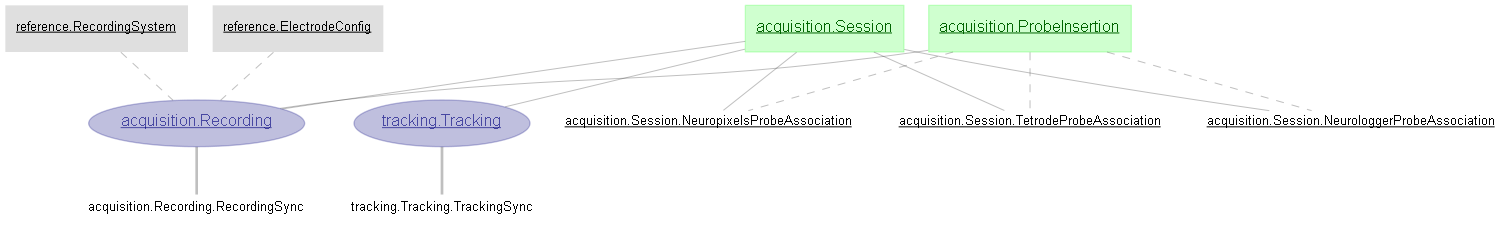 reference.RecordingSystem
reference.ElectrodeConfig
acquisition.Session
acquisition.ProbeInsertion
acquisition.Recording
tracking.Tracking
acquisition.Session.NeuropixelsProbeAssociation
acquisition.Session.TetrodeProbeAssociation
acquisition.Session.NeurologgerProbeAssociation
acquisition.Recording.RecordingSync
tracking.Tracking.TrackingSync